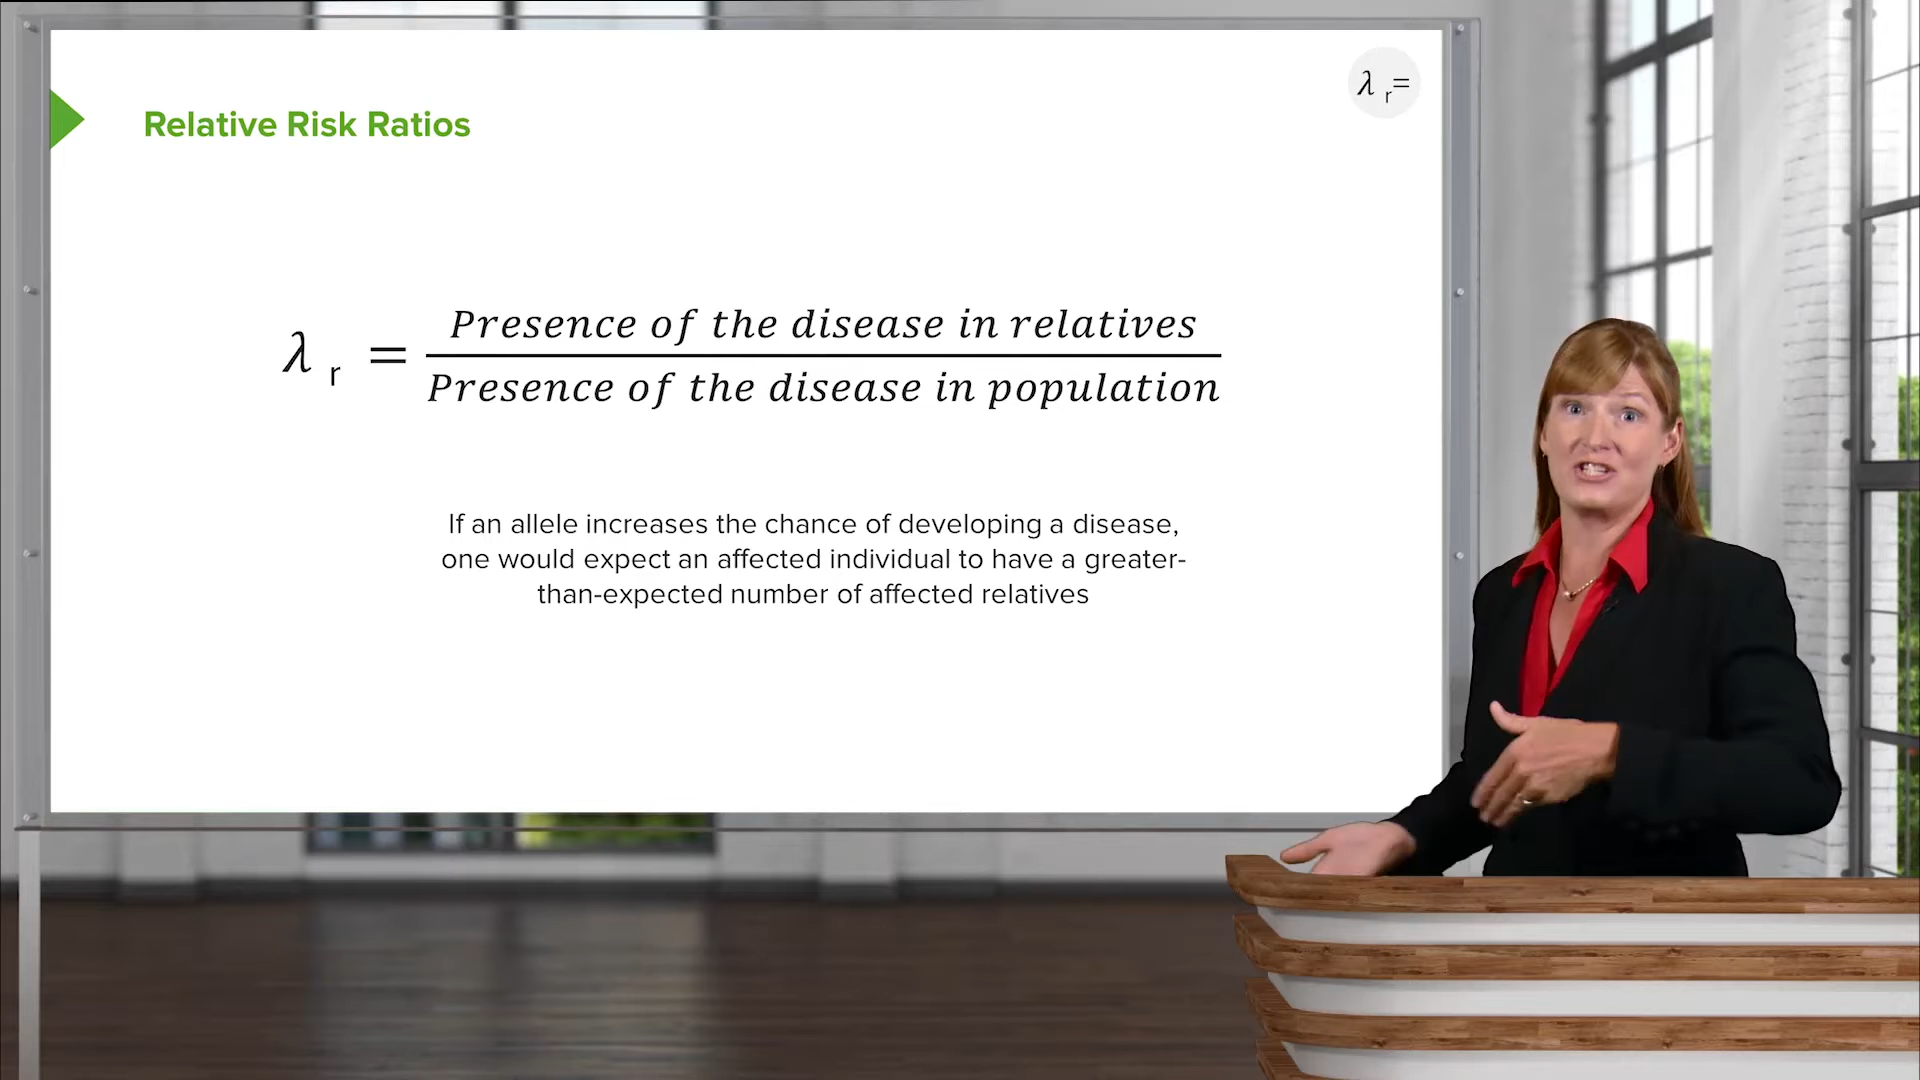 λ r=
Relative Risk Ratios
λ r = Presence of the disease in relatives
Presence of the disease in population
If an allele increases the chance of developing a disease,
one would expect an affected individual to have a greater-
than-expected number of affected relatives